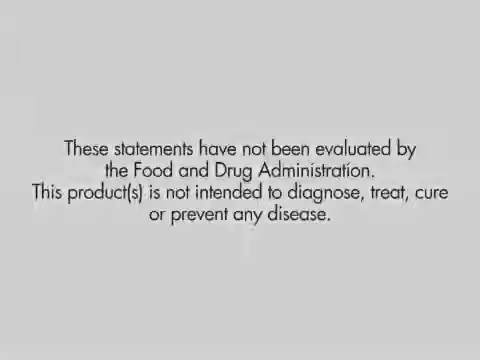 These statements have not been evaluated by
the Food and Drug Administration.
This product(s) is not intended to diagnose, treat, cure
or prevent any disease.